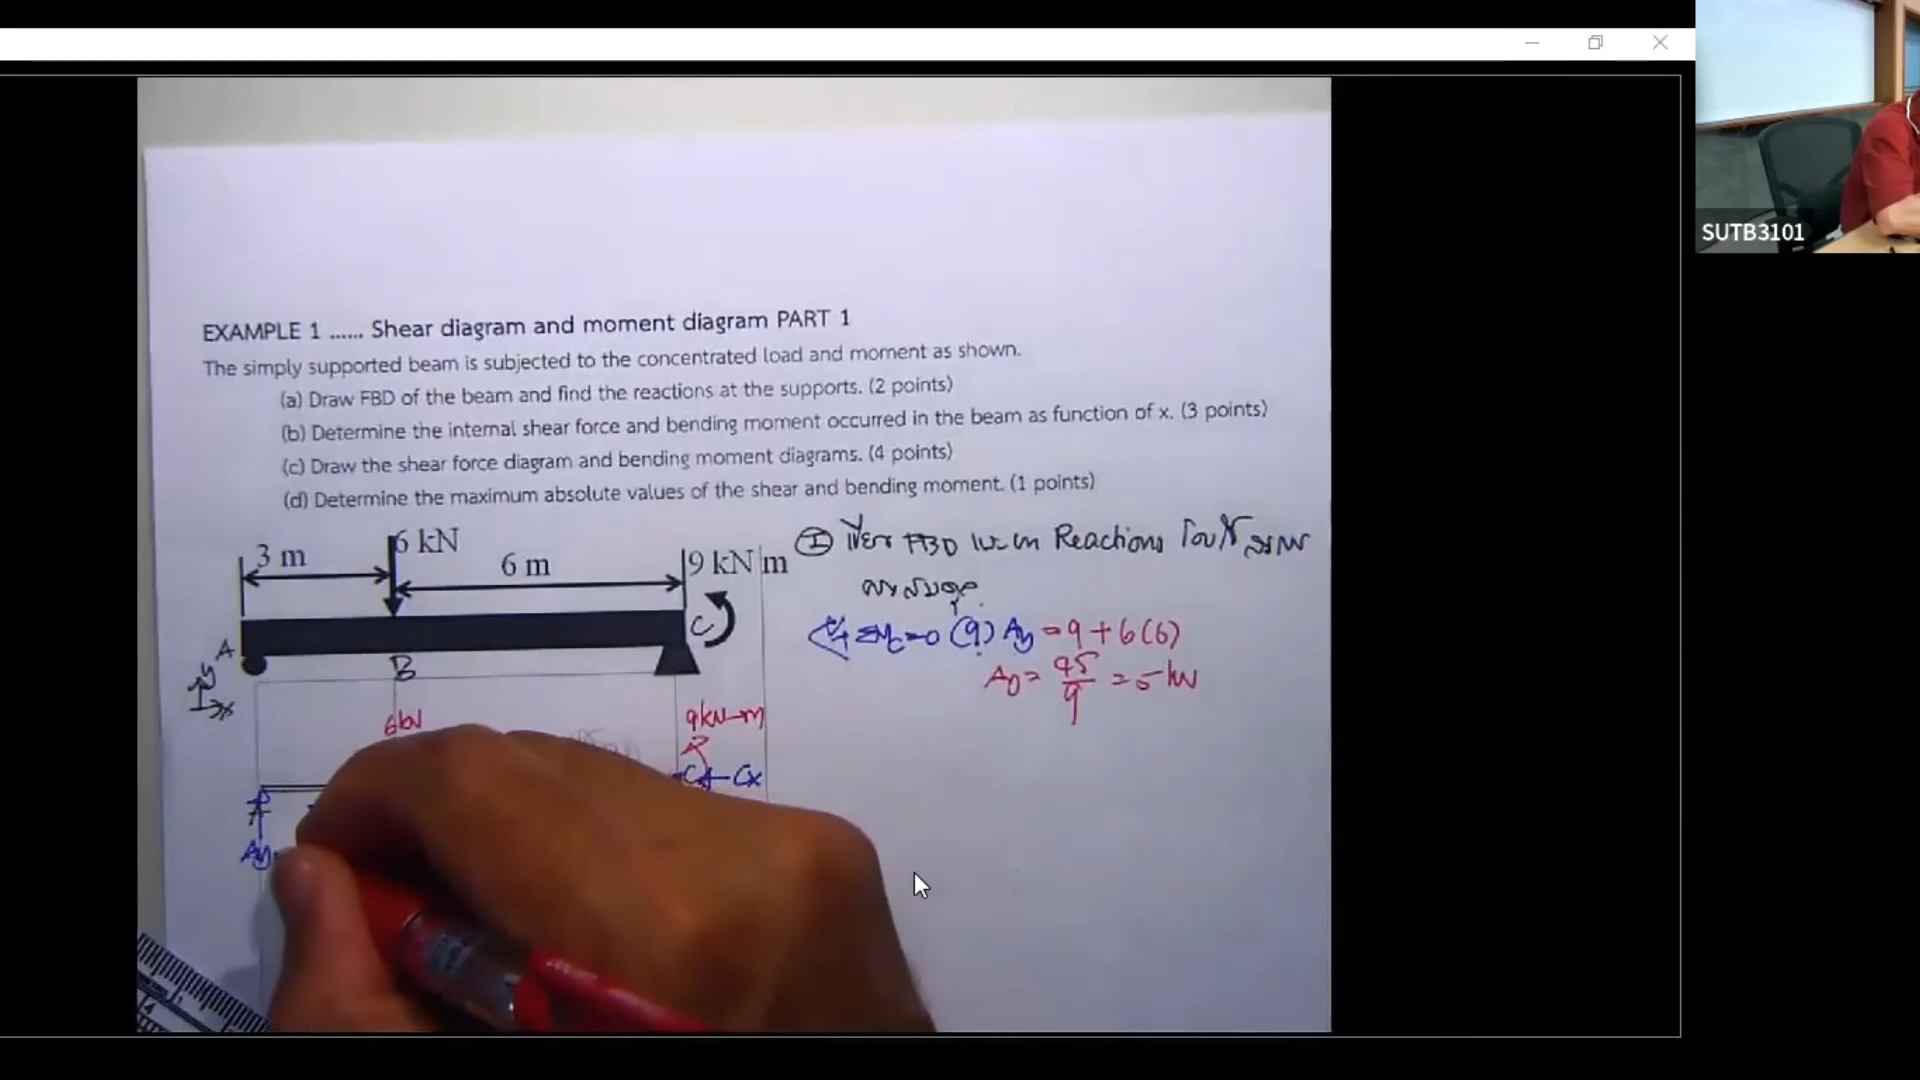 SUTB3101
EXAMPLE 1 ...... Shear diagram and moment diagram PART 1
The simply supported beam is subjected to the concentrated load and moment as shown.
(a) Draw FBD of the beam and find the reactions at the supports. (2 points)
(b) Determine the internal shear force and bending moment occurred in the beam as function of x. (3 points)
(c) Draw the shear force diagram and bending moment diagrams. (4 points)
(d) Determine the maximum absolute values of the shear and bending moment. (1 points)
3 m
6 kN
6 m
9 kN m
A
B
C
y
x
6kN
9kN-m
C Cx
A
Ay
I FBD Reactions
(9) Ay = 9 + 6(6)
Ay = 45/9 = 5 kN